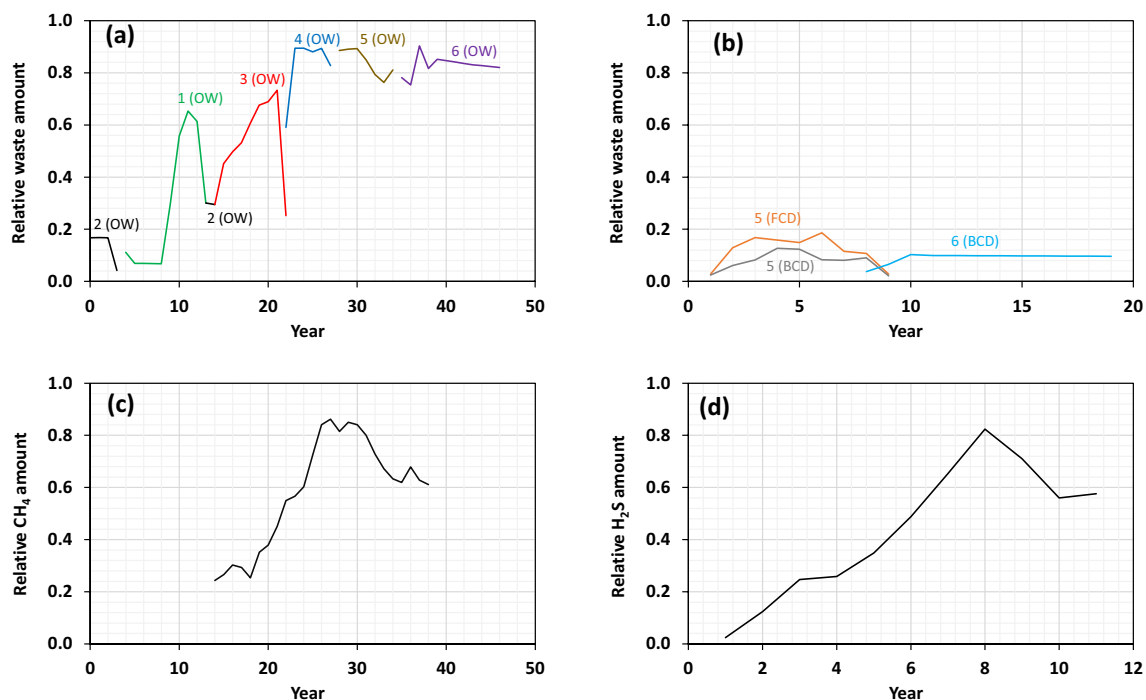 (a)
1.0
0.8
0.6
0.4
0.2
0.0
Relative waste amount
2 (OW)
1 (OW)
2 (OW)
3 (OW)
4 (OW)
5 (OW)
6 (OW)
0 10 20 30 40 50
Year
(b)
1.0
0.8
0.6
0.4
0.2
0.0
Relative waste amount
5 (FCD)
5 (BCD)
6 (BCD)
0 5 10 15 20
Year
(c)
1.0
0.8
0.6
0.4
0.2
0.0
Relative CH₄ amount
0 10 20 30 40 50
Year
(d)
1.0
0.8
0.6
0.4
0.2
0.0
Relative H₂S amount
0 2 4 6 8 10 12
Year